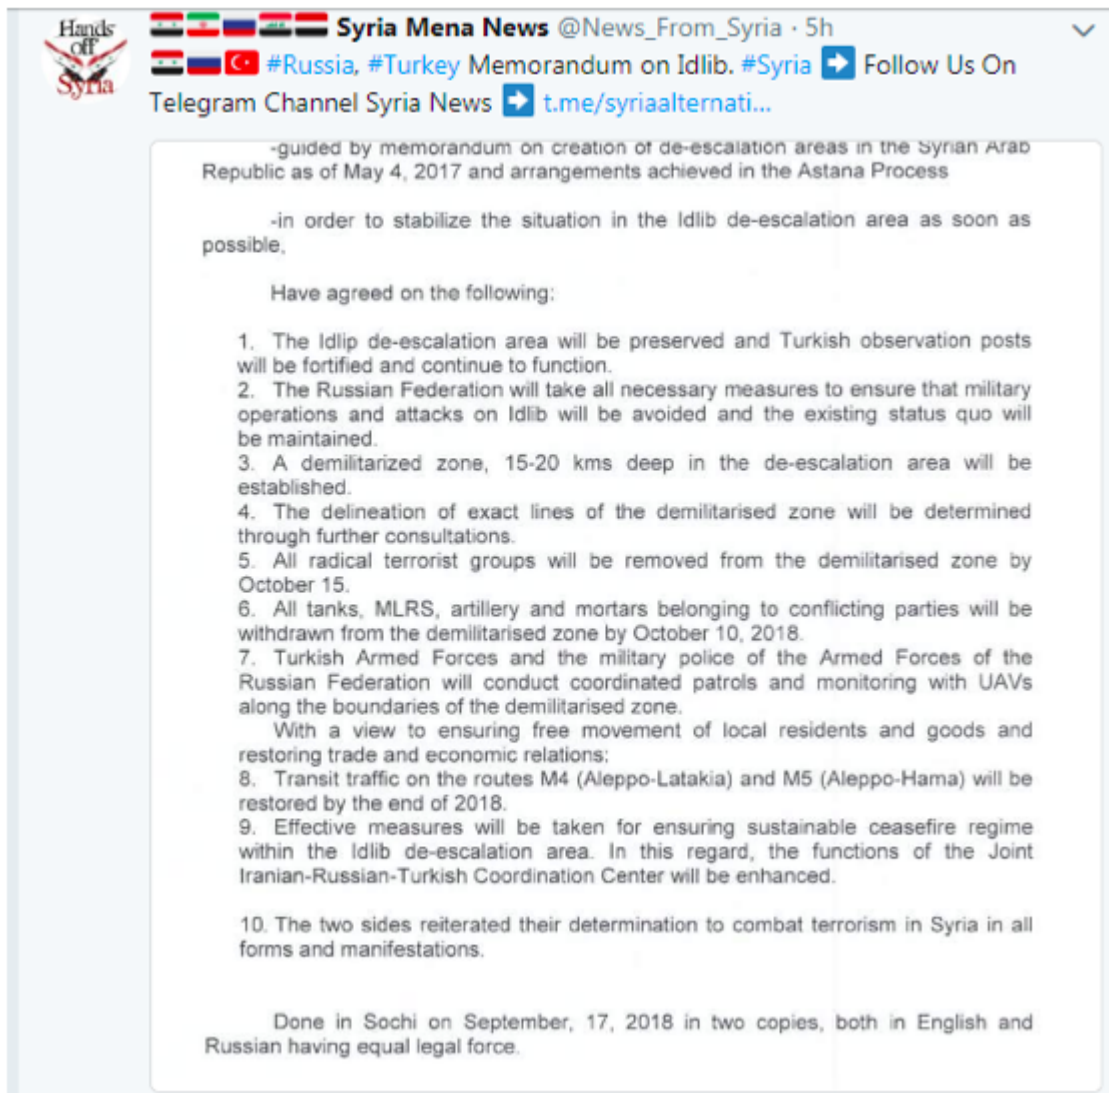 Hands
off
Syria
Syria Mena News @News_From_Syria · 5h
#Russia, #Turkey Memorandum on Idlib. #Syria ➡ Follow Us On
Telegram Channel Syria News ➡ t.me/syriaalternati...
-guided by memorandum on creation of de-escalation areas in the Syrian Arab
Republic as of May 4, 2017 and arrangements achieved in the Astana Process
-in order to stabilize the situation in the Idlib de-escalation area as soon as
possible,
Have agreed on the following:
1. The Idlip de-escalation area will be preserved and Turkish observation posts
will be fortified and continue to function.
2. The Russian Federation will take all necessary measures to ensure that military
operations and attacks on Idlib will be avoided and the existing status quo will
be maintained.
3. A demilitarized zone, 15-20 kms deep in the de-escalation area will be
established.
4. The delineation of exact lines of the demilitarised zone will be determined
through further consultations.
5. All radical terrorist groups will be removed from the demilitarised zone by
October 15.
6. All tanks, MLRS, artillery and mortars belonging to conflicting parties will be
withdrawn from the demilitarised zone by October 10, 2018.
7. Turkish Armed Forces and the military police of the Armed Forces of the
Russian Federation will conduct coordinated patrols and monitoring with UAVs
along the boundaries of the demilitarised zone.
With a view to ensuring free movement of local residents and goods and
restoring trade and economic relations;
8. Transit traffic on the routes M4 (Aleppo-Latakia) and M5 (Aleppo-Hama) will be
restored by the end of 2018.
9. Effective measures will be taken for ensuring sustainable ceasefire regime
within the Idlib de-escalation area. In this regard, the functions of the Joint
Iranian-Russian-Turkish Coordination Center will be enhanced.
10. The two sides reiterated their determination to combat terrorism in Syria in all
forms and manifestations.
Done in Sochi on September, 17, 2018 in two copies, both in English and
Russian having equal legal force.